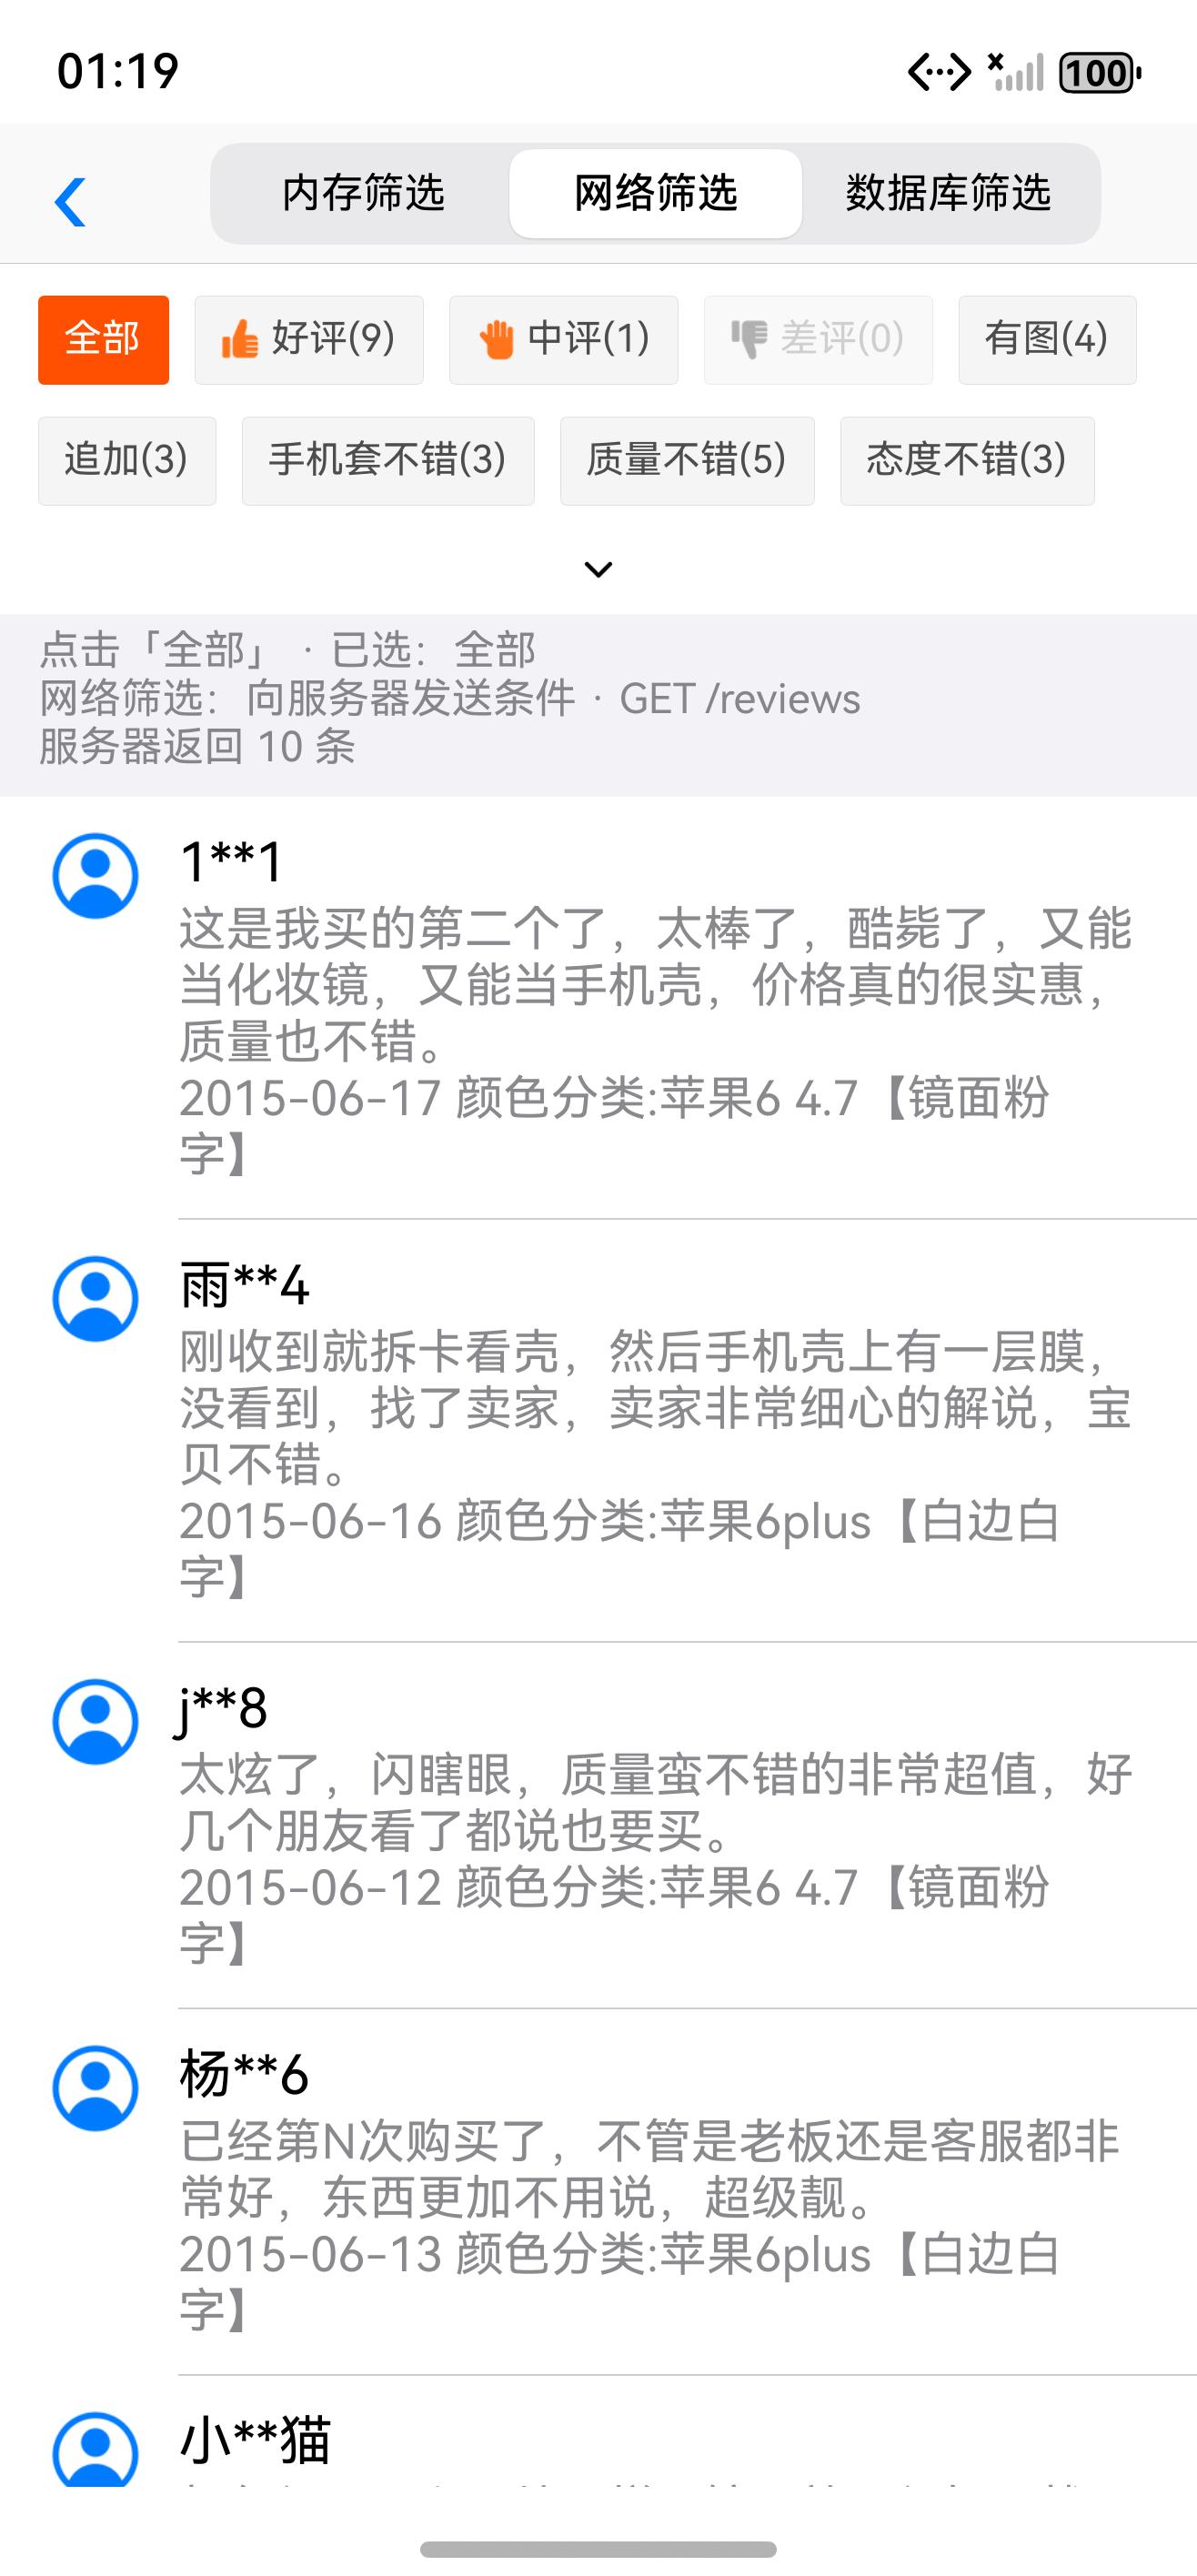 01:19
100
内存筛选 网络筛选 数据库筛选
全部 好评(9) 中评(1) 差评(0) 有图(4)
追加(3) 手机套不错(3) 质量不错(5) 态度不错(3)
点击「全部」 · 已选：全部
网络筛选：向服务器发送条件 · GET /reviews
服务器返回 10 条
1**1
这是我买的第二个了，太棒了，酷毙了，又能
当化妆镜，又能当手机壳，价格真的很实惠，
质量也不错。
2015-06-17 颜色分类:苹果6 4.7【镜面粉
字】
雨**4
刚收到就拆卡看壳，然后手机壳上有一层膜，
没看到，找了卖家，卖家非常细心的解说，宝
贝不错。
2015-06-16 颜色分类:苹果6plus【白边白
字】
j**8
太炫了，闪瞎眼，质量蛮不错的非常超值，好
几个朋友看了都说也要买。
2015-06-12 颜色分类:苹果6 4.7【镜面粉
字】
杨**6
已经第N次购买了，不管是老板还是客服都非
常好，东西更加不用说，超级靓。
2015-06-13 颜色分类:苹果6plus【白边白
字】
小**猫